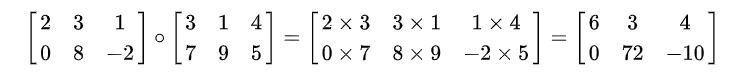 [2 3 1; 0 8 −2] ∘ [3 1 4; 7 9 5] = [2 × 3 3 × 1 1 × 4; 0 × 7 8 × 9 −2 × 5] = [6 3 4; 0 72 −10]